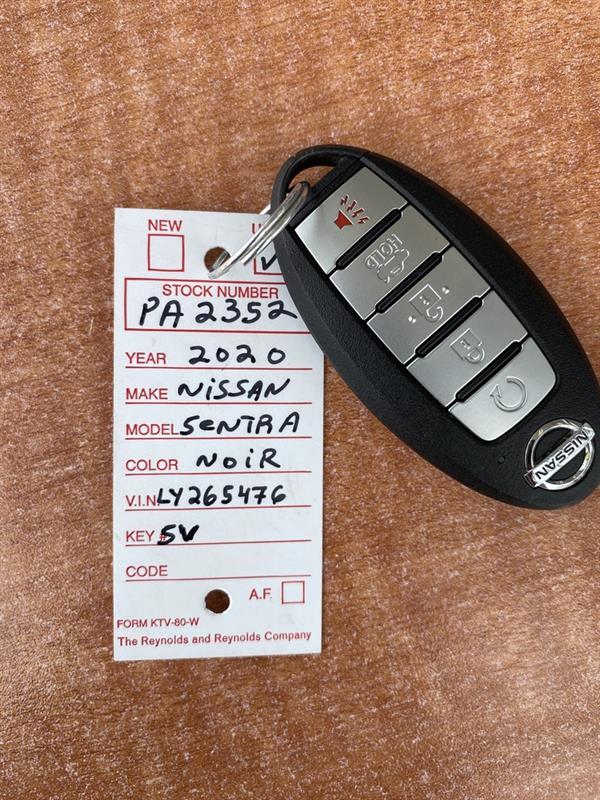 NEW
STOCK NUMBER
PA 2352
YEAR 2020
MAKE NiSSAN
MODEL SeNTRA
COLOR NoiR
V.I.N. LY265476
KEY 5V
CODE
A.F.
FORM KTV-80-W
The Reynolds and Reynolds Company
HOLD
NISSAN